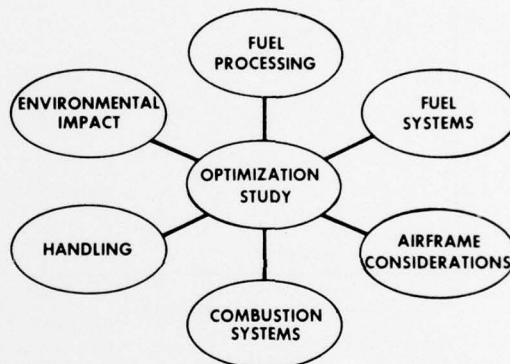 FUEL
PROCESSING
ENVIRONMENTAL
IMPACT
FUEL
SYSTEMS
OPTIMIZATION
STUDY
HANDLING
AIRFRAME
CONSIDERATIONS
COMBUSTION
SYSTEMS